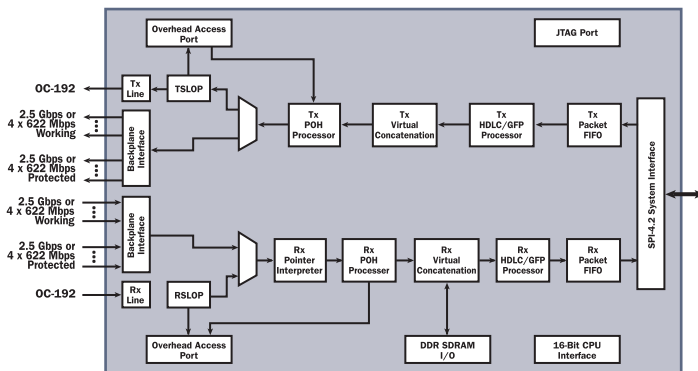 Overhead Access
Port
JTAG Port
OC-192
Tx
Line
TSLOP
2.5 Gbps or
4 x 622 Mbps
Working
2.5 Gbps or
4 x 622 Mbps
Protected
Backplane
Interface
Tx
POH
Processor
Tx
Virtual
Concatenation
Tx
HDLC/GFP
Processor
Tx
Packet
FIFO
SPI-4.2 System Interface
2.5 Gbps or
4 x 622 Mbps
Working
2.5 Gbps or
4 x 622 Mbps
Protected
Backplane
Interface
Rx
Pointer
Interpreter
Rx
POH
Processor
Rx
Virtual
Concatenation
Rx
HDLC/GFP
Processor
Rx
Packet
FIFO
OC-192
Rx
Line
RSLOP
Overhead Access
Port
DDR SDRAM
I/O
16-Bit CPU
Interface